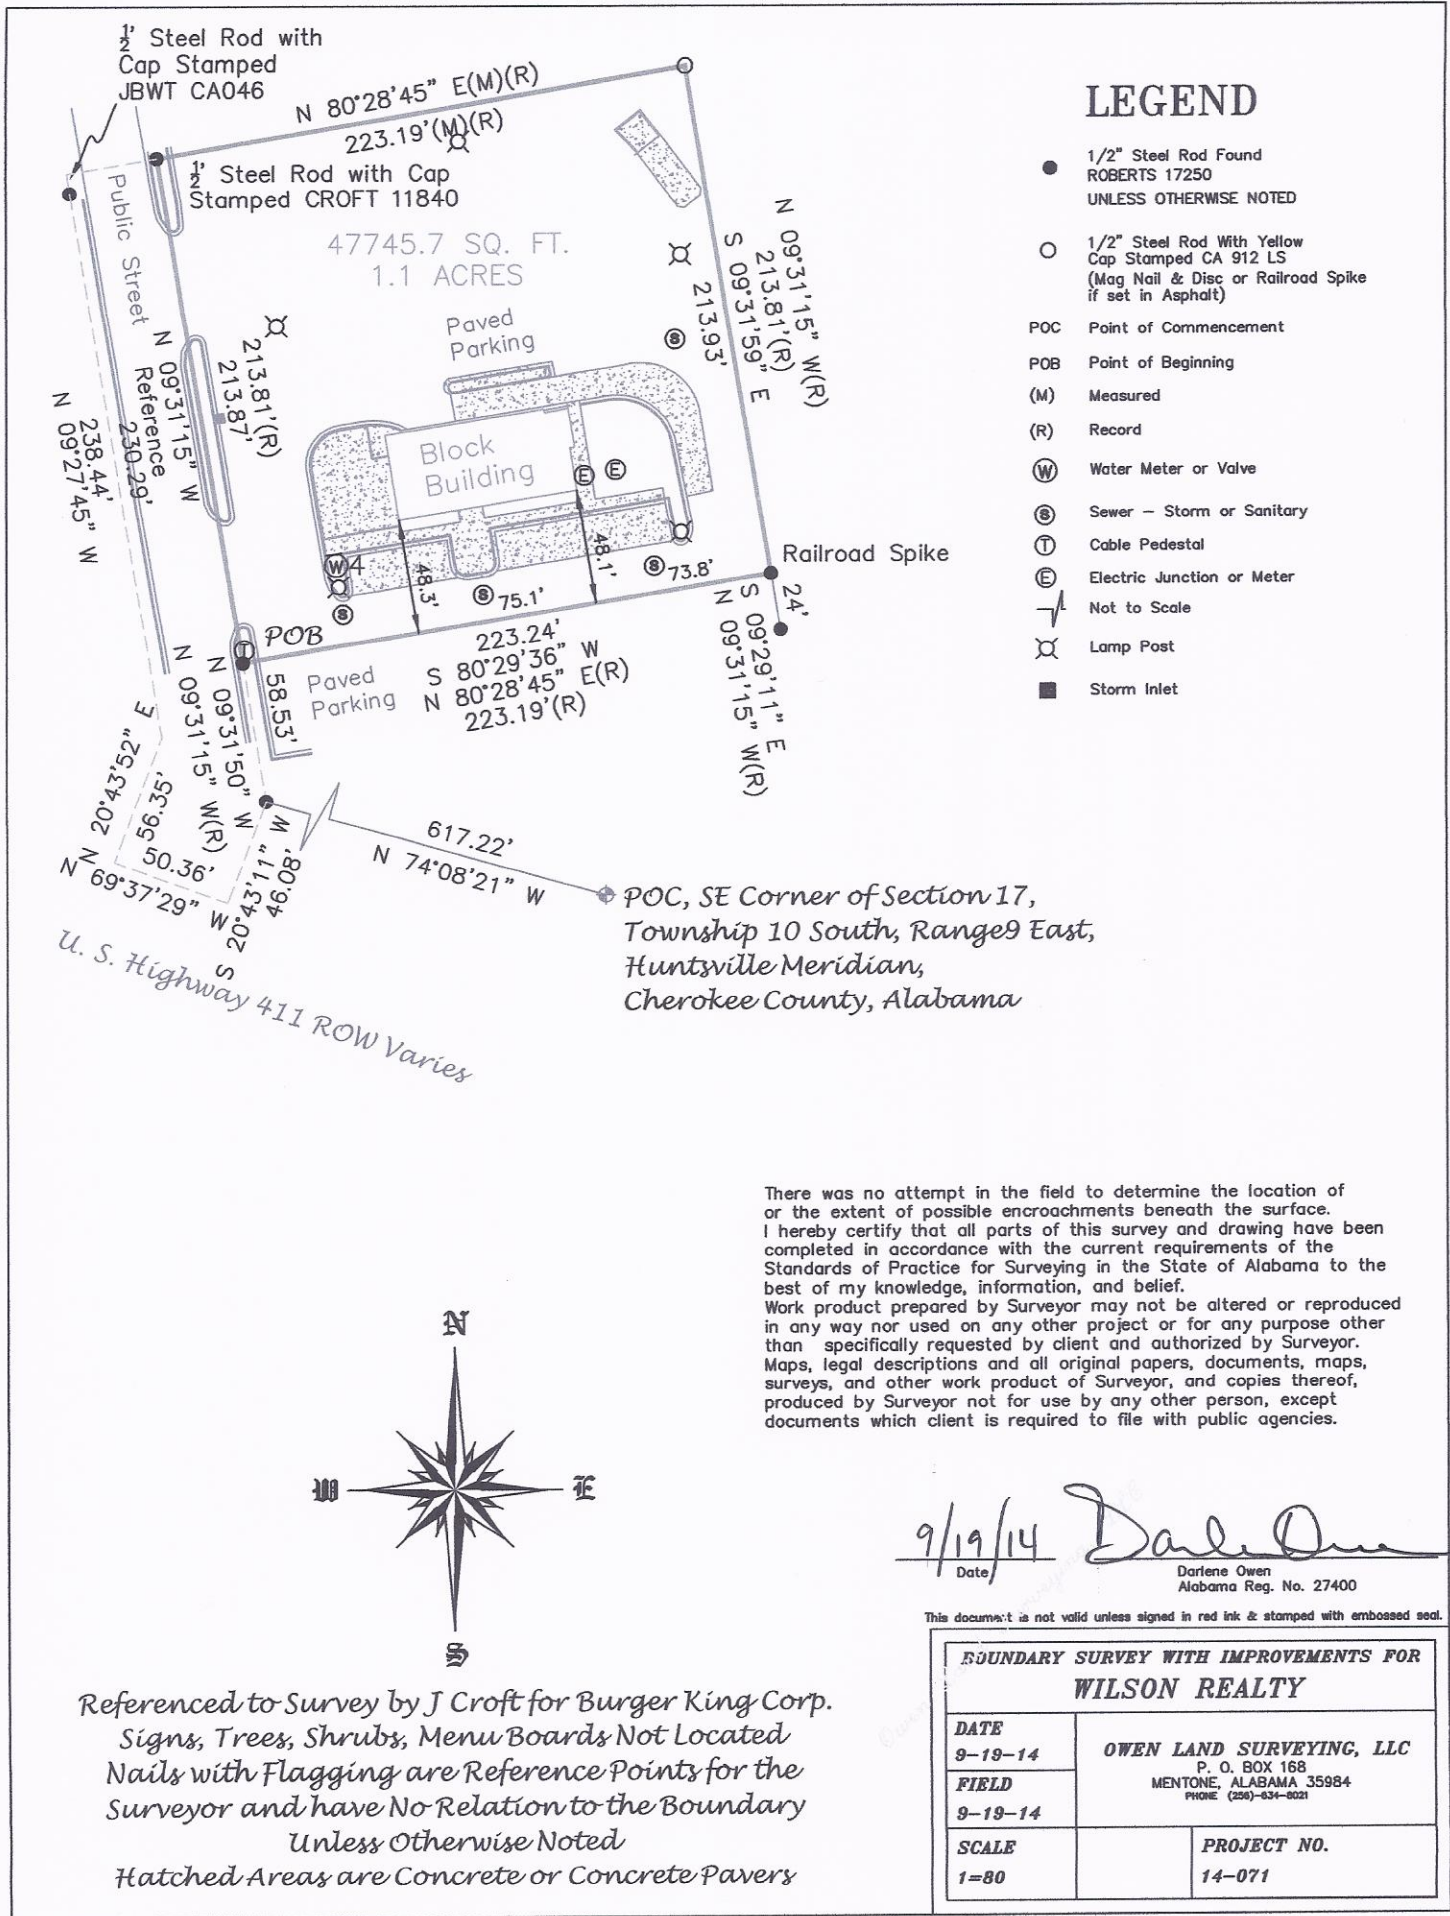 ½' Steel Rod with
Cap Stamped
JBWT CA046
N 80°28'45" E(M)(R)
223.19'(M)(R)
½' Steel Rod with Cap
Stamped CROFT 11840
47745.7 SQ. FT.
1.1 ACRES
Public Street
Paved
Parking
N 09°31'15" W(R)
213.81'(R)
S 09°31'59" E
213.93'
213.81'(R)
213.87'
N 09°31'15" W
Reference
230.29'
238.44'
N 09°27'45" W
Block
Building
E
E
W
4
S
S
S
S
T
48.3'
48.1'
75.1'
73.8'
Railroad Spike
24'
S 09°29'11" E
N 09°31'15" W(R)
POB
223.24'
S 80°29'36" W
N 80°28'45" E(R)
223.19'(R)
Paved
Parking
58.53'
N 09°31'50" W
N 09°31'15" W(R)
N 20°43'52" E
56.35'
50.36'
N 69°37'29" W
S 20°43'11" W
46.08'
617.22'
N 74°08'21" W
POC, SE Corner of Section 17,
Township 10 South, Range9 East,
Huntsville Meridian,
Cherokee County, Alabama
U. S. Highway 411 ROW Varies
LEGEND
1/2" Steel Rod Found
ROBERTS 17250
UNLESS OTHERWISE NOTED
1/2" Steel Rod With Yellow
Cap Stamped CA 912 LS
(Mag Nail & Disc or Railroad Spike
if set in Asphalt)
POC Point of Commencement
POB Point of Beginning
(M) Measured
(R) Record
W Water Meter or Valve
S Sewer – Storm or Sanitary
T Cable Pedestal
E Electric Junction or Meter
Not to Scale
Lamp Post
Storm Inlet
There was no attempt in the field to determine the location of
or the extent of possible encroachments beneath the surface.
I hereby certify that all parts of this survey and drawing have been
completed in accordance with the current requirements of the
Standards of Practice for Surveying in the State of Alabama to the
best of my knowledge, information, and belief.
Work product prepared by Surveyor may not be altered or reproduced
in any way nor used on any other project or for any purpose other
than specifically requested by client and authorized by Surveyor.
Maps, legal descriptions and all original papers, documents, maps,
surveys, and other work product of Surveyor, and copies thereof,
produced by Surveyor not for use by any other person, except
documents which client is required to file with public agencies.
N
W E
S
9/19/14 Darlene Owen
Date
Darlene Owen
Alabama Reg. No. 27400
This document is not valid unless signed in red ink & stamped with embossed seal.
Referenced to Survey by J Croft for Burger King Corp.
Signs, Trees, Shrubs, Menu Boards Not Located
Nails with Flagging are Reference Points for the
Surveyor and have No Relation to the Boundary
Unless Otherwise Noted
Hatched Areas are Concrete or Concrete Pavers
BOUNDARY SURVEY WITH IMPROVEMENTS FOR
WILSON REALTY
DATE
9-19-14
FIELD
9-19-14
OWEN LAND SURVEYING, LLC
P. O. BOX 168
MENTONE, ALABAMA 35984
PHONE (256)-634-8021
SCALE
1=80
PROJECT NO.
14-071